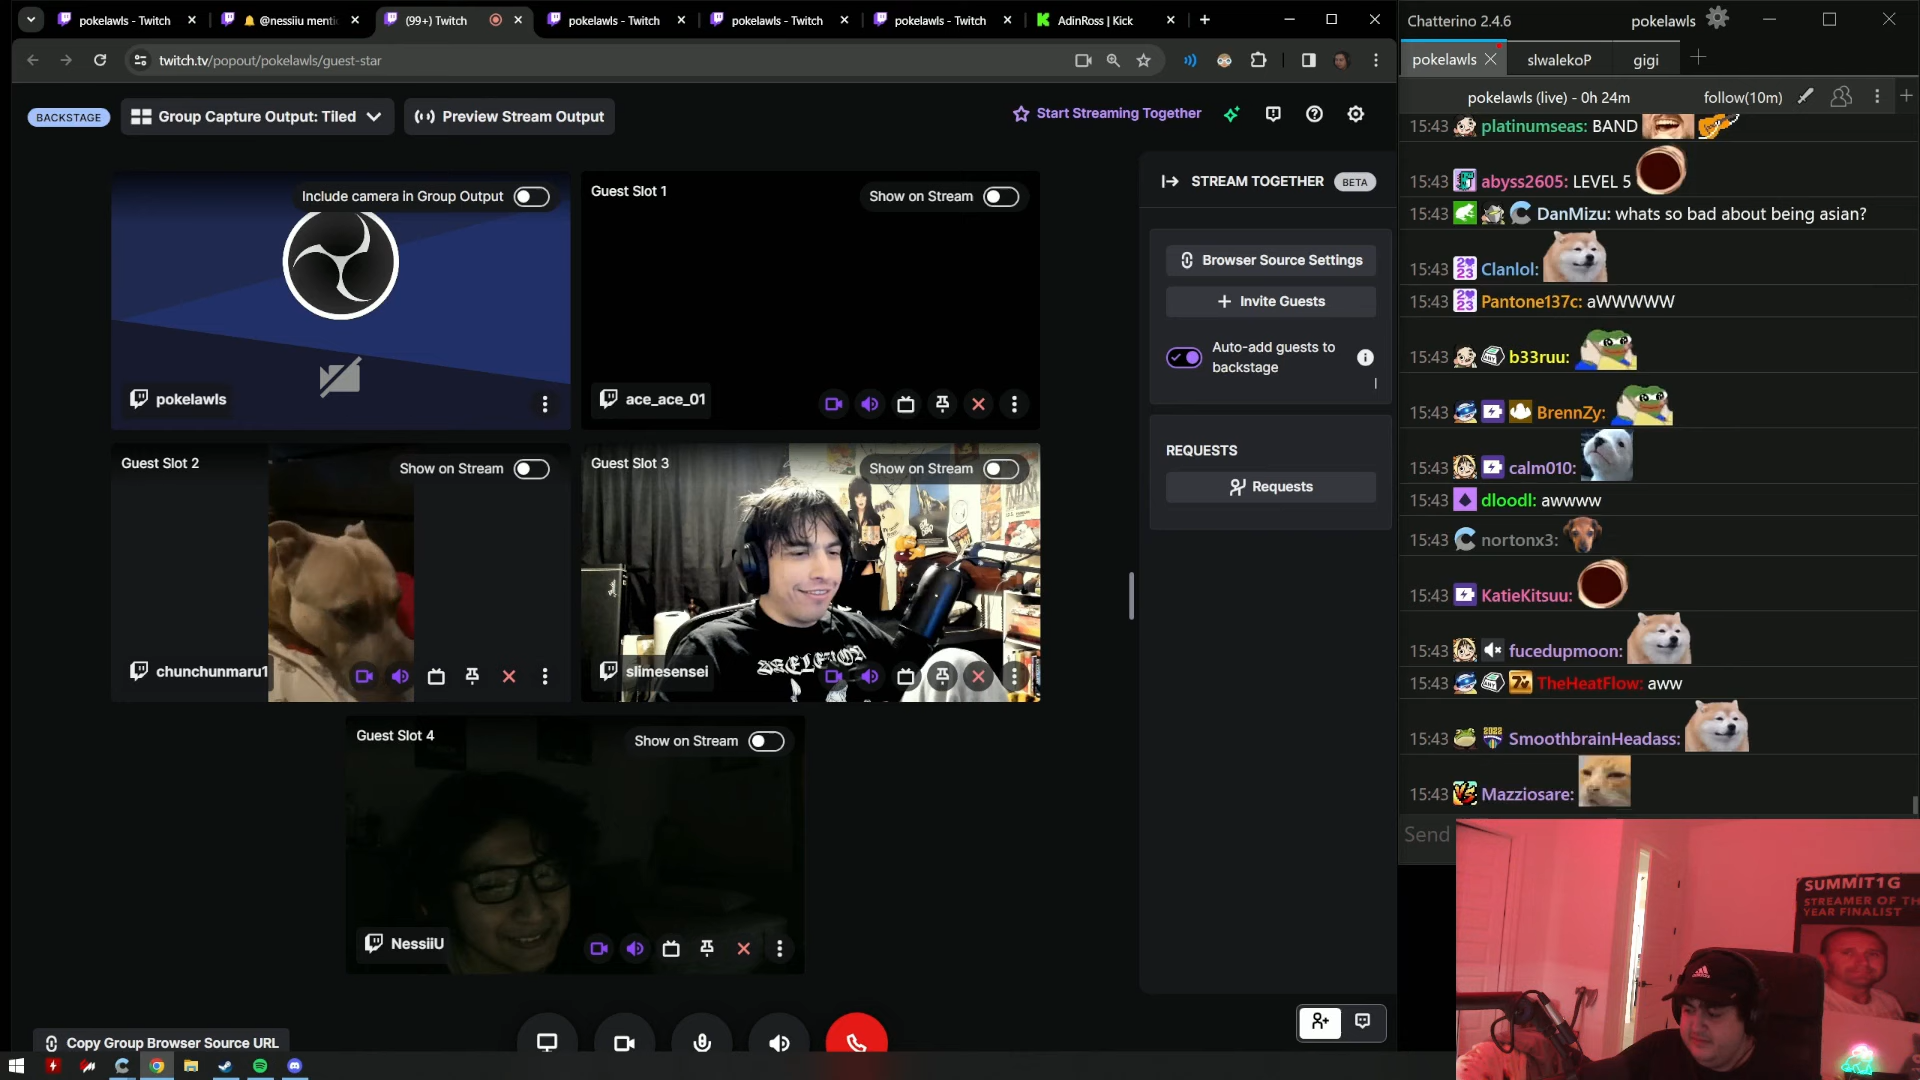 pokelawls - Twitch
@nessiiu menti
(99+) Twitch
pokelawls - Twitch
pokelawls - Twitch
pokelawls - Twitch
AdinRoss | Kick
twitch.tv/popout/pokelawls/guest-star
BACKSTAGE
Group Capture Output: Tiled
Preview Stream Output
Start Streaming Together
Include camera in Group Output
pokelawls
Guest Slot 1
Show on Stream
ace_ace_01
Guest Slot 2
Show on Stream
chunchunmaru1
Guest Slot 3
Show on Stream
slimesensei
Guest Slot 4
Show on Stream
NessiiU
Copy Group Browser Source URL
STREAM TOGETHER
BETA
Browser Source Settings
Invite Guests
Auto-add guests to
backstage
REQUESTS
Requests
Chatterino 2.4.6
pokelawls
pokelawls
slwalekoP
gigi
pokelawls (live) - 0h 24m
follow(10m)
15:43 platinumseas: BAND
15:43 abyss2605: LEVEL 5
15:43 DanMizu: whats so bad about being asian?
15:43 Clanlol:
15:43 Pantone137c: aWWWWW
15:43 b33ruu:
15:43 BrennZy:
15:43 calm010:
15:43 dloodl: awwww
15:43 nortonx3:
15:43 KatieKitsuu:
15:43 fucedupmoon:
15:43 TheHeatFlow: aww
15:43 SmoothbrainHeadass:
15:43 Mazziosare:
Send
SUMMIT1G
STREAMER OF TH
YEAR FINALIST